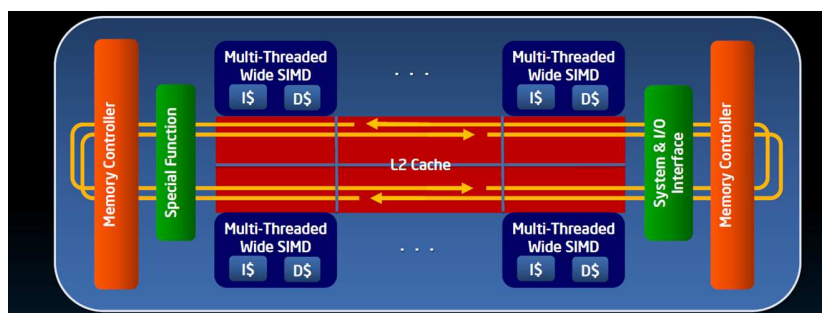 Memory Controller
Special Function
Multi-Threaded
Wide SIMD
I$ D$
. . .
Multi-Threaded
Wide SIMD
I$ D$
L2 Cache
System & I/O
Interface
Memory Controller
Multi-Threaded
Wide SIMD
I$ D$
. . .
Multi-Threaded
Wide SIMD
I$ D$